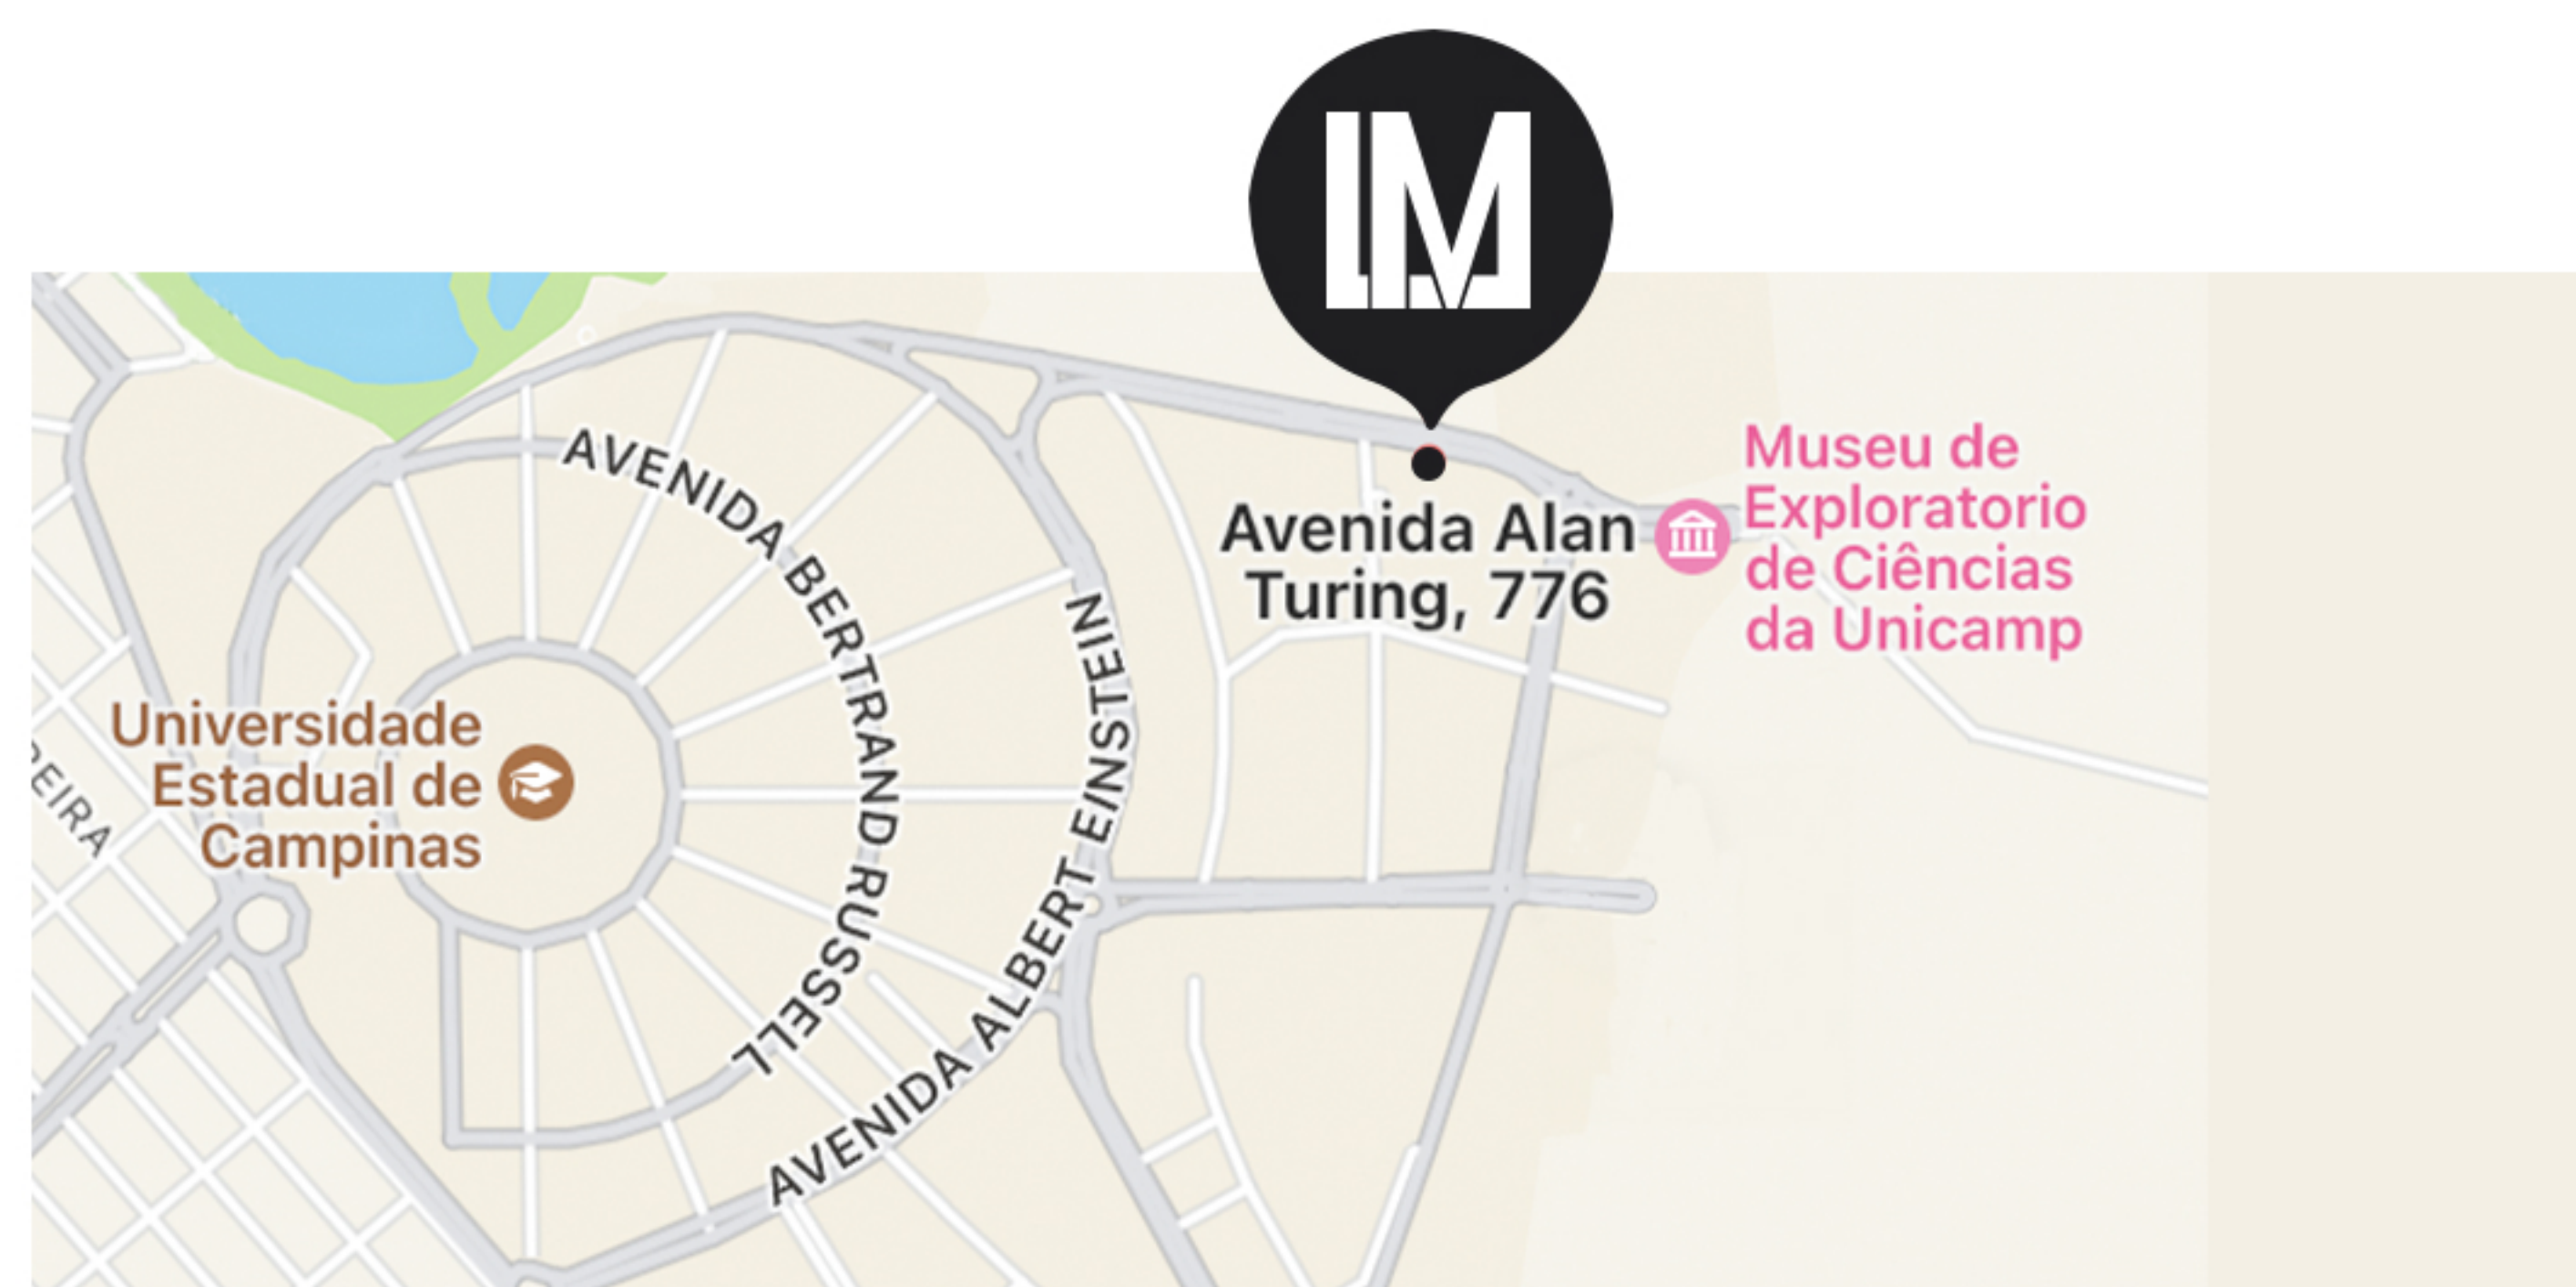 LM
AVENIDA BERTRAND RUSSELL
AVENIDA ALBERT EINSTEIN
Avenida Alan
Turing, 776
Museu de
Exploratorio
de Ciências
da Unicamp
Universidade
Estadual de
Campinas